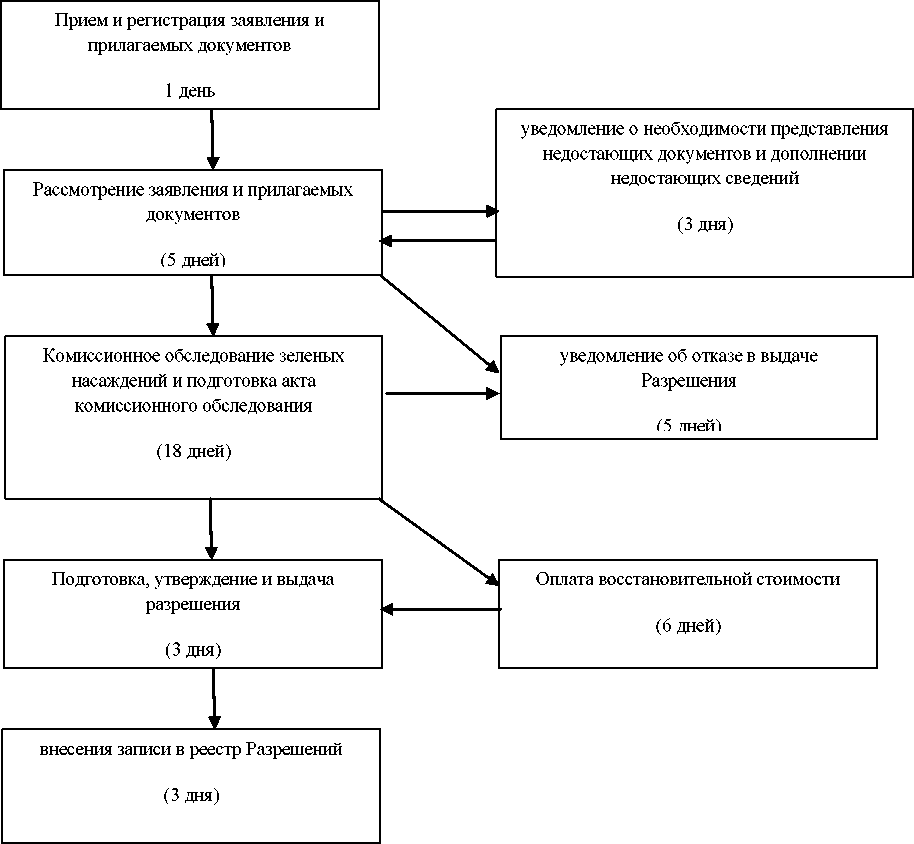 Прием и регистрация заявления и
прилагаемых документов
1 день
уведомление о необходимости представления
недостающих документов и дополнении
недостающих сведений
(3 дня)
Рассмотрение заявления и прилагаемых
документов
(5 дней)
Комиссионное обследование зеленых
насаждений и подготовка акта
комиссионного обследования
(18 дней)
уведомление об отказе в выдаче
Разрешения
(5 дней)
Подготовка, утверждение и выдача
разрешения
(3 дня)
Оплата восстановительной стоимости
(6 дней)
внесения записи в реестр Разрешений
(3 дня)